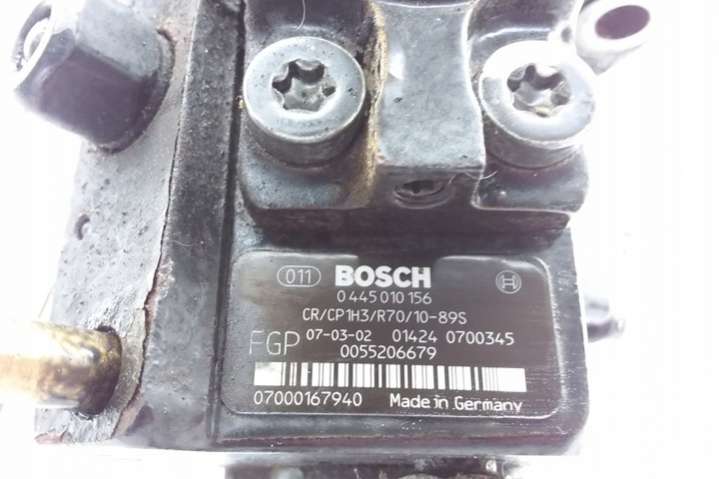 011 BOSCH
0 445 010 156
CR/CP1H3/R70/10-89S
FGP 07-03-02 01424 0700345
0055206679
07000167940 Made in Germany